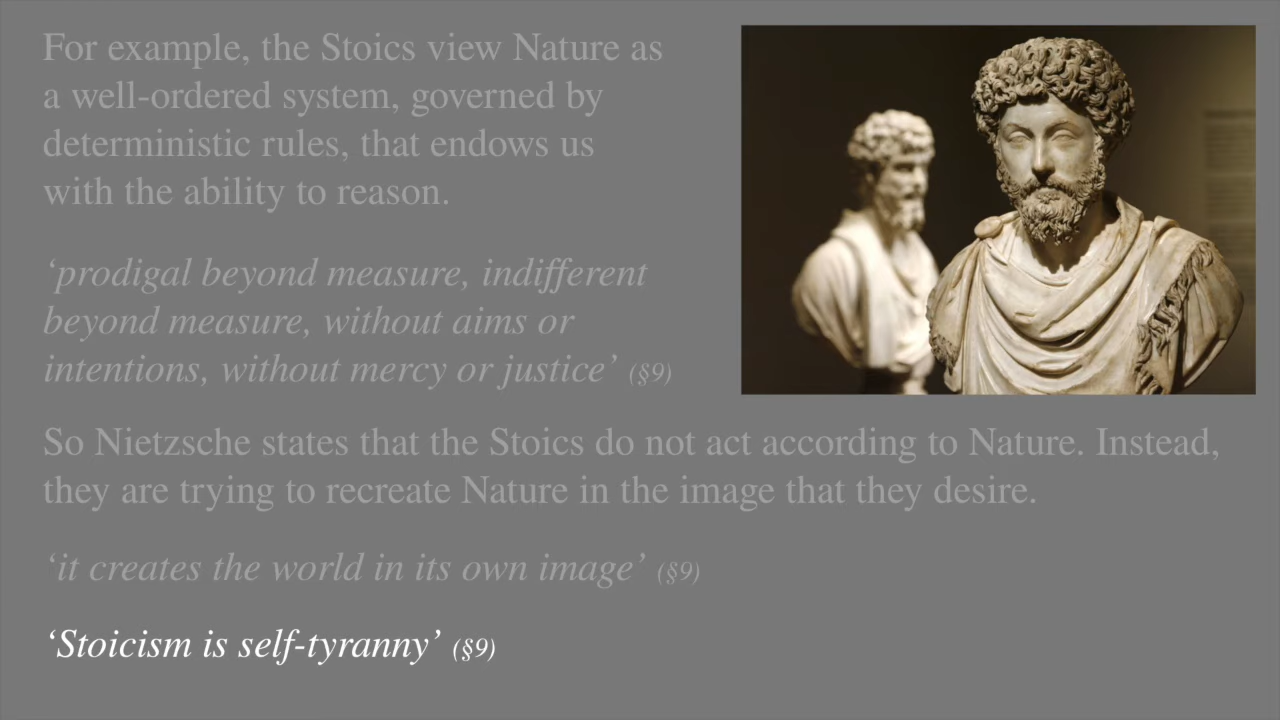 For example, the Stoics view Nature as
a well-ordered system, governed by
deterministic rules, that endows us
with the ability to reason.
‘prodigal beyond measure, indifferent
beyond measure, without aims or
intentions, without mercy or justice’ (§9)
So Nietzsche states that the Stoics do not act according to Nature. Instead,
they are trying to recreate Nature in the image that they desire.
‘it creates the world in its own image’ (§9)
‘Stoicism is self-tyranny’ (§9)